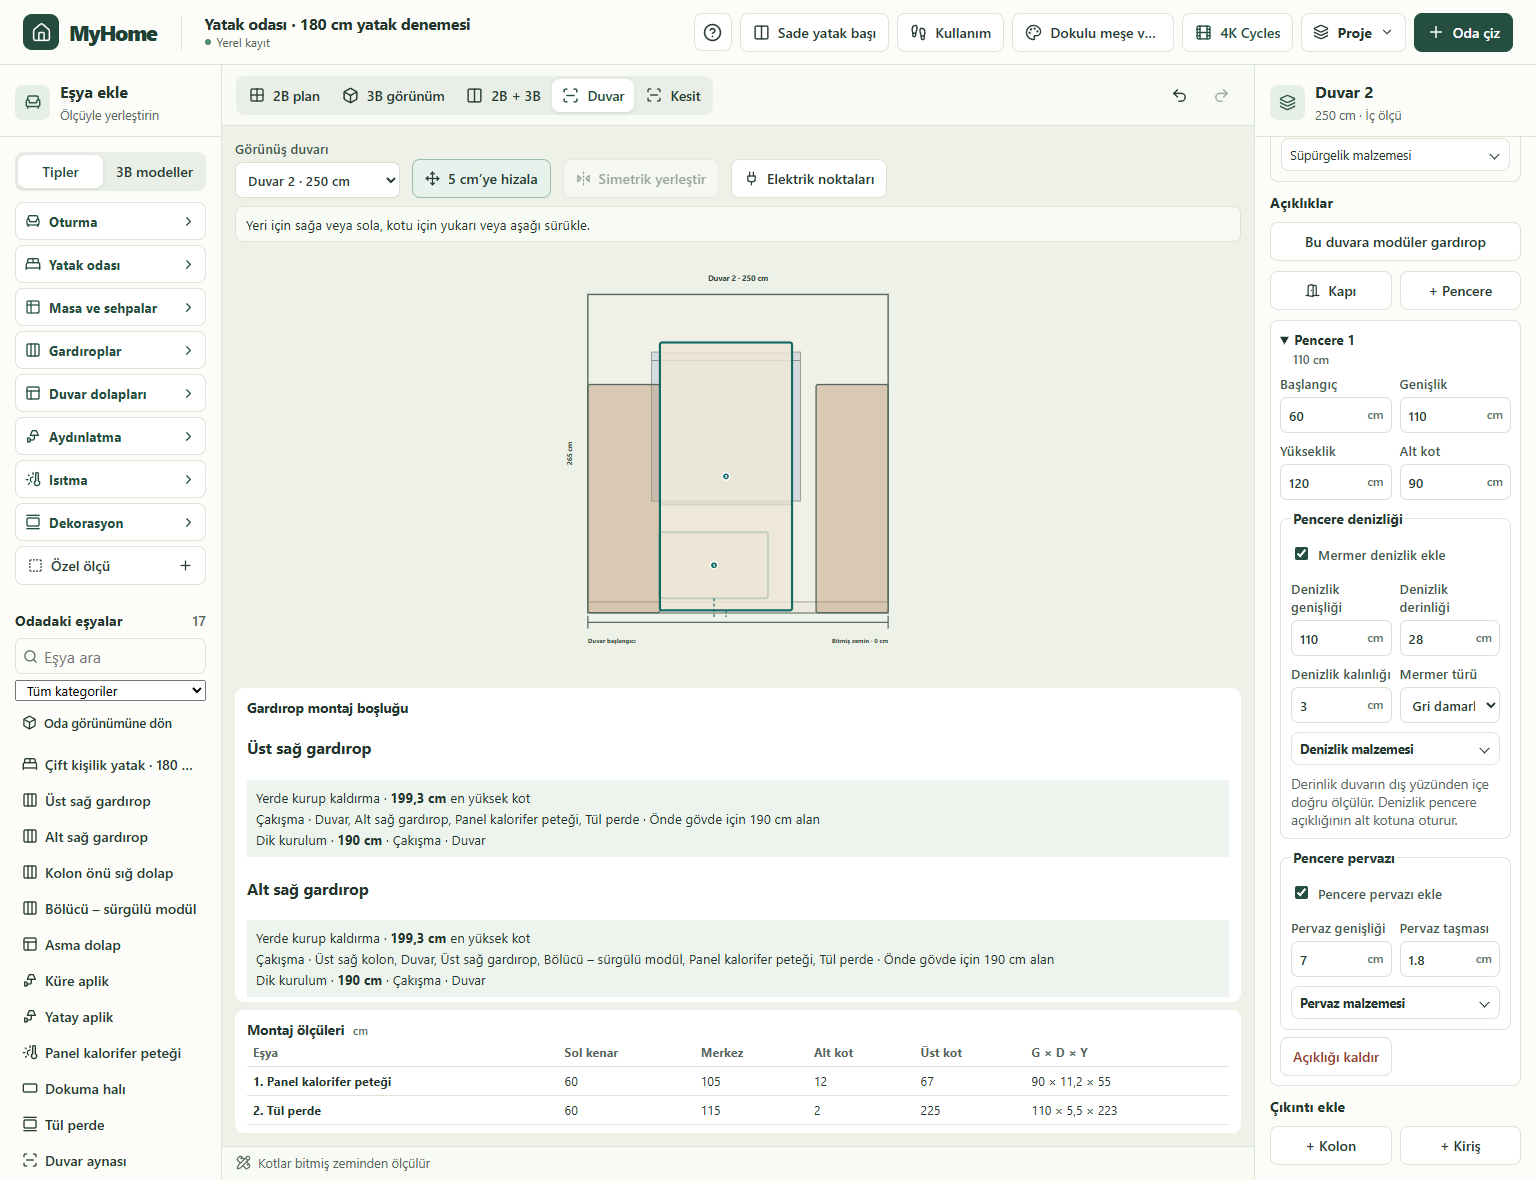 MyHome
Yatak odası · 180 cm yatak denemesi
Yerel kayıt
Sade yatak başı
Kullanım
Dokulu meşe v...
4K Cycles
Proje
Oda çiz
Eşya ekle
Ölçüyle yerleştirin
Tipler
3B modeller
Oturma
Yatak odası
Masa ve sehpalar
Gardıroplar
Duvar dolapları
Aydınlatma
Isıtma
Dekorasyon
Özel ölçü
Odadaki eşyalar 17
Eşya ara
Tüm kategoriler
Oda görünümüne dön
Çift kişilik yatak · 180 ...
Üst sağ gardırop
Alt sağ gardırop
Kolon önü sığ dolap
Bölücü – sürgülü modül
Asma dolap
Küre aplik
Yatay aplik
Panel kalorifer peteği
Dokuma halı
Tül perde
Duvar aynası
2B plan
3B görünüm
2B + 3B
Duvar
Kesit
Görünüş duvarı
Duvar 2 · 250 cm
5 cm'ye hizala
Simetrik yerleştir
Elektrik noktaları
Yeri için sağa veya sola, kotu için yukarı veya aşağı sürükle.
Duvar 2 · 250 cm
265 cm
2
1
Duvar başlangıcı
Bitmiş zemin · 0 cm
Gardırop montaj boşluğu
Üst sağ gardırop
Yerde kurup kaldırma · 199,3 cm en yüksek kot
Çakışma · Duvar, Alt sağ gardırop, Panel kalorifer peteği, Tül perde · Önde gövde için 190 cm alan
Dik kurulum · 190 cm · Çakışma · Duvar
Alt sağ gardırop
Yerde kurup kaldırma · 199,3 cm en yüksek kot
Çakışma · Üst sağ kolon, Duvar, Üst sağ gardırop, Bölücü – sürgülü modül, Panel kalorifer peteği, Tül perde · Önde gövde için 190 cm alan
Dik kurulum · 190 cm · Çakışma · Duvar
Montaj ölçüleri cm
Eşya Sol kenar Merkez Alt kot Üst kot G × D × Y
1. Panel kalorifer peteği 60 105 12 67 90 × 11,2 × 55
2. Tül perde 60 115 2 225 110 × 5,5 × 223
Kotlar bitmiş zeminden ölçülür
Duvar 2
250 cm · İç ölçü
Süpürgelik malzemesi
Açıklıklar
Bu duvara modüler gardırop
Kapı
+ Pencere
Pencere 1
110 cm
Başlangıç Genişlik
60 cm 110 cm
Yükseklik Alt kot
120 cm 90 cm
Pencere denizliği
Mermer denizlik ekle
Denizlik genişliği
Denizlik derinliği
110 cm 28 cm
Denizlik kalınlığı Mermer türü
3 cm Gri damarl
Denizlik malzemesi
Derinlik duvarın dış yüzünden içe
doğru ölçülür. Denizlik pencere
açıklığının alt kotuna oturur.
Pencere pervazı
Pencere pervazı ekle
Pervaz genişliği Pervaz taşması
7 cm 1.8 cm
Pervaz malzemesi
Açıklığı kaldır
Çıkıntı ekle
+ Kolon
+ Kiriş